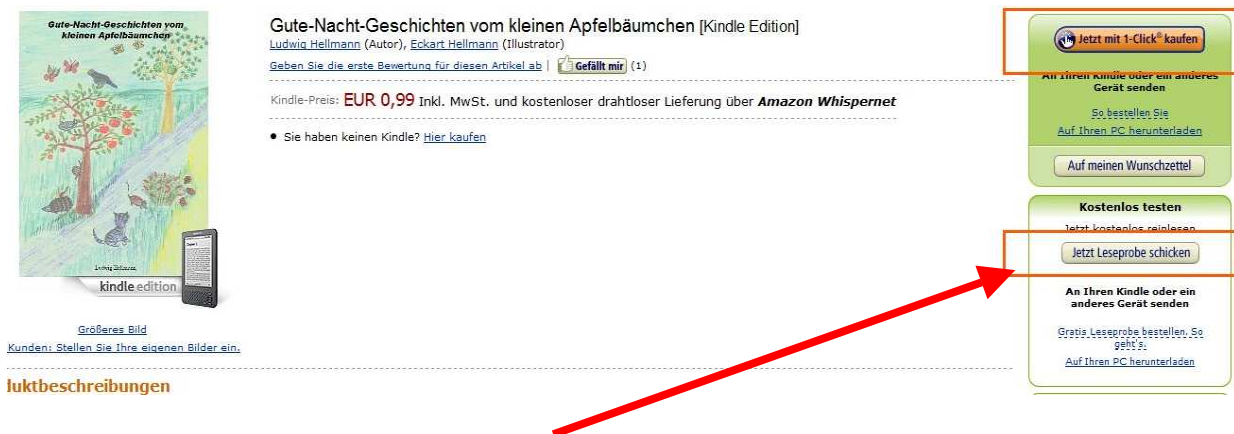 Gute-Nacht-Geschichten vom
kleinen Apfelbäumchen
Ludwig Hellmann
kindle edition
Größeres Bild
Kunden: Stellen Sie Ihre eigenen Bilder ein.
Gute-Nacht-Geschichten vom kleinen Apfelbäumchen [Kindle Edition]
Ludwig Hellmann (Autor), Eckart Hellmann (Illustrator)
Geben Sie die erste Bewertung für diesen Artikel ab | Gefällt mir (1)
Kindle-Preis: EUR 0,99 Inkl. MwSt. und kostenloser drahtloser Lieferung über Amazon Whispernet
• Sie haben keinen Kindle? Hier kaufen
Jetzt mit 1-Click® kaufen
An Ihren Kindle oder ein anderes
Gerät senden
So bestellen Sie
Auf Ihren PC herunterladen
Auf meinen Wunschzettel
Kostenlos testen
Jetzt kostenlos reinlesen
Jetzt Leseprobe schicken
An Ihren Kindle oder ein
anderes Gerät senden
Gratis Leseprobe bestellen. So
geht's.
Auf Ihren PC herunterladen
duktbeschreibungen